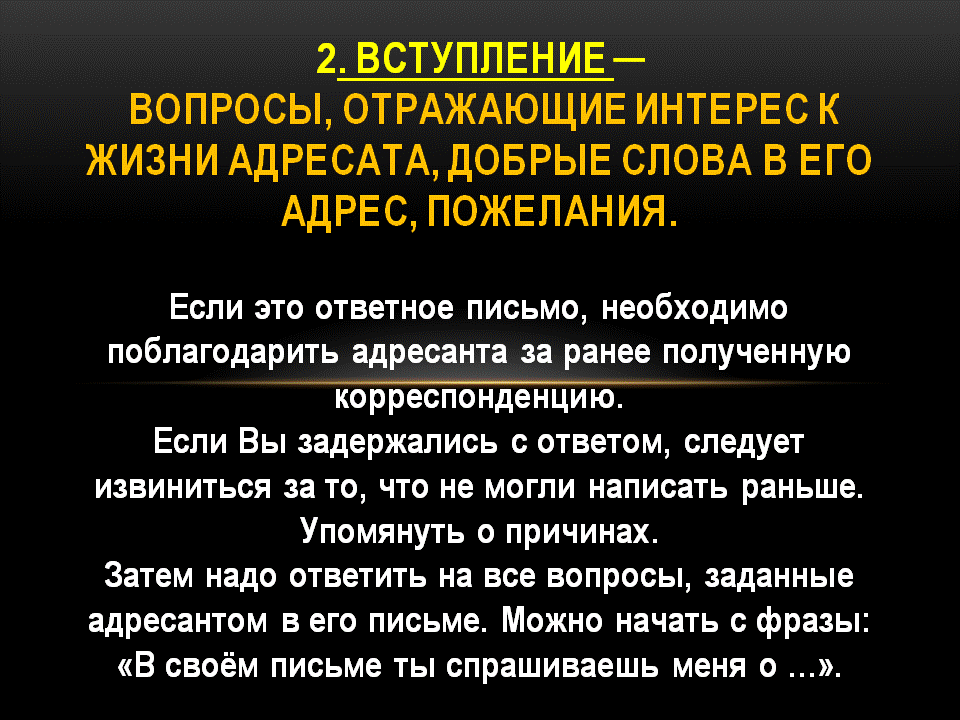 2. ВСТУПЛЕНИЕ —
ВОПРОСЫ, ОТРАЖАЮЩИЕ ИНТЕРЕС К
ЖИЗНИ АДРЕСАТА, ДОБРЫЕ СЛОВА В ЕГО
АДРЕС, ПОЖЕЛАНИЯ.
Если это ответное письмо, необходимо
поблагодарить адресанта за ранее полученную
корреспонденцию.
Если Вы задержались с ответом, следует
извиниться за то, что не могли написать раньше.
Упомянуть о причинах.
Затем надо ответить на все вопросы, заданные
адресантом в его письме. Можно начать с фразы:
«В своём письме ты спрашиваешь меня о …».